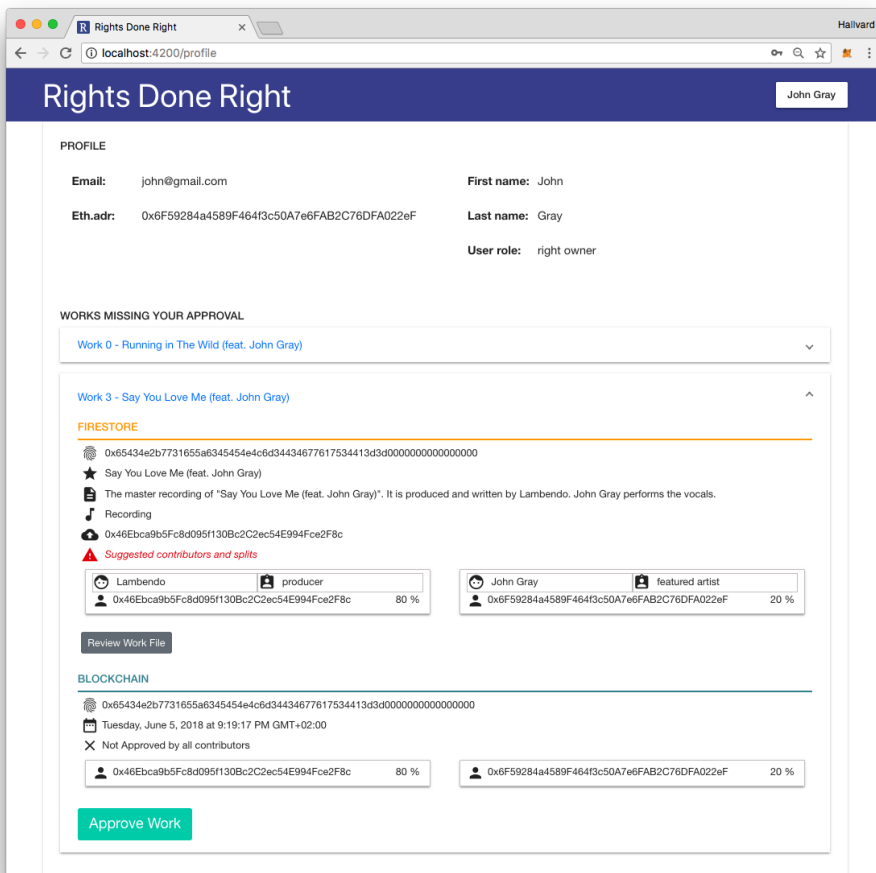 Rights Done Right
Hallvard
localhost:4200/profile
Rights Done Right
John Gray
PROFILE
Email: john@gmail.com First name: John
Eth.adr: 0x6F59284a4589F464f3c50A7e6FAB2C76DFA022eF Last name: Gray
User role: right owner
WORKS MISSING YOUR APPROVAL
Work 0 - Running in The Wild (feat. John Gray)
Work 3 - Say You Love Me (feat. John Gray)
FIRESTORE
0x65434e2b7731655a6345454e4c6d34434677617534413d3d0000000000000000
Say You Love Me (feat. John Gray)
The master recording of "Say You Love Me (feat. John Gray)". It is produced and written by Lambendo. John Gray performs the vocals.
Recording
0x46Ebca9b5Fc8d095f130Bc2C2ec54E994Fce2F8c
Suggested contributors and splits
Lambendo producer John Gray featured artist
0x46Ebca9b5Fc8d095f130Bc2C2ec54E994Fce2F8c 80 % 0x6F59284a4589F464f3c50A7e6FAB2C76DFA022eF 20 %
Review Work File
BLOCKCHAIN
0x65434e2b7731655a6345454e4c6d34434677617534413d3d0000000000000000
Tuesday, June 5, 2018 at 9:19:17 PM GMT+02:00
Not Approved by all contributors
0x46Ebca9b5Fc8d095f130Bc2C2ec54E994Fce2F8c 80 % 0x6F59284a4589F464f3c50A7e6FAB2C76DFA022eF 20 %
Approve Work